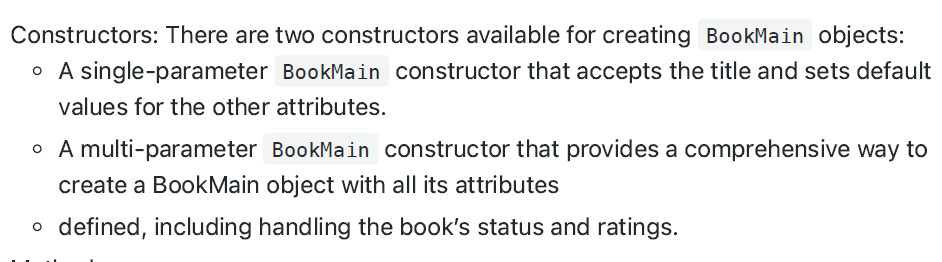 Constructors: There are two constructors available for creating BookMain objects:
A single-parameter BookMain constructor that accepts the title and sets default
values for the other attributes.
A multi-parameter BookMain constructor that provides a comprehensive way to
create a BookMain object with all its attributes
defined, including handling the book’s status and ratings.